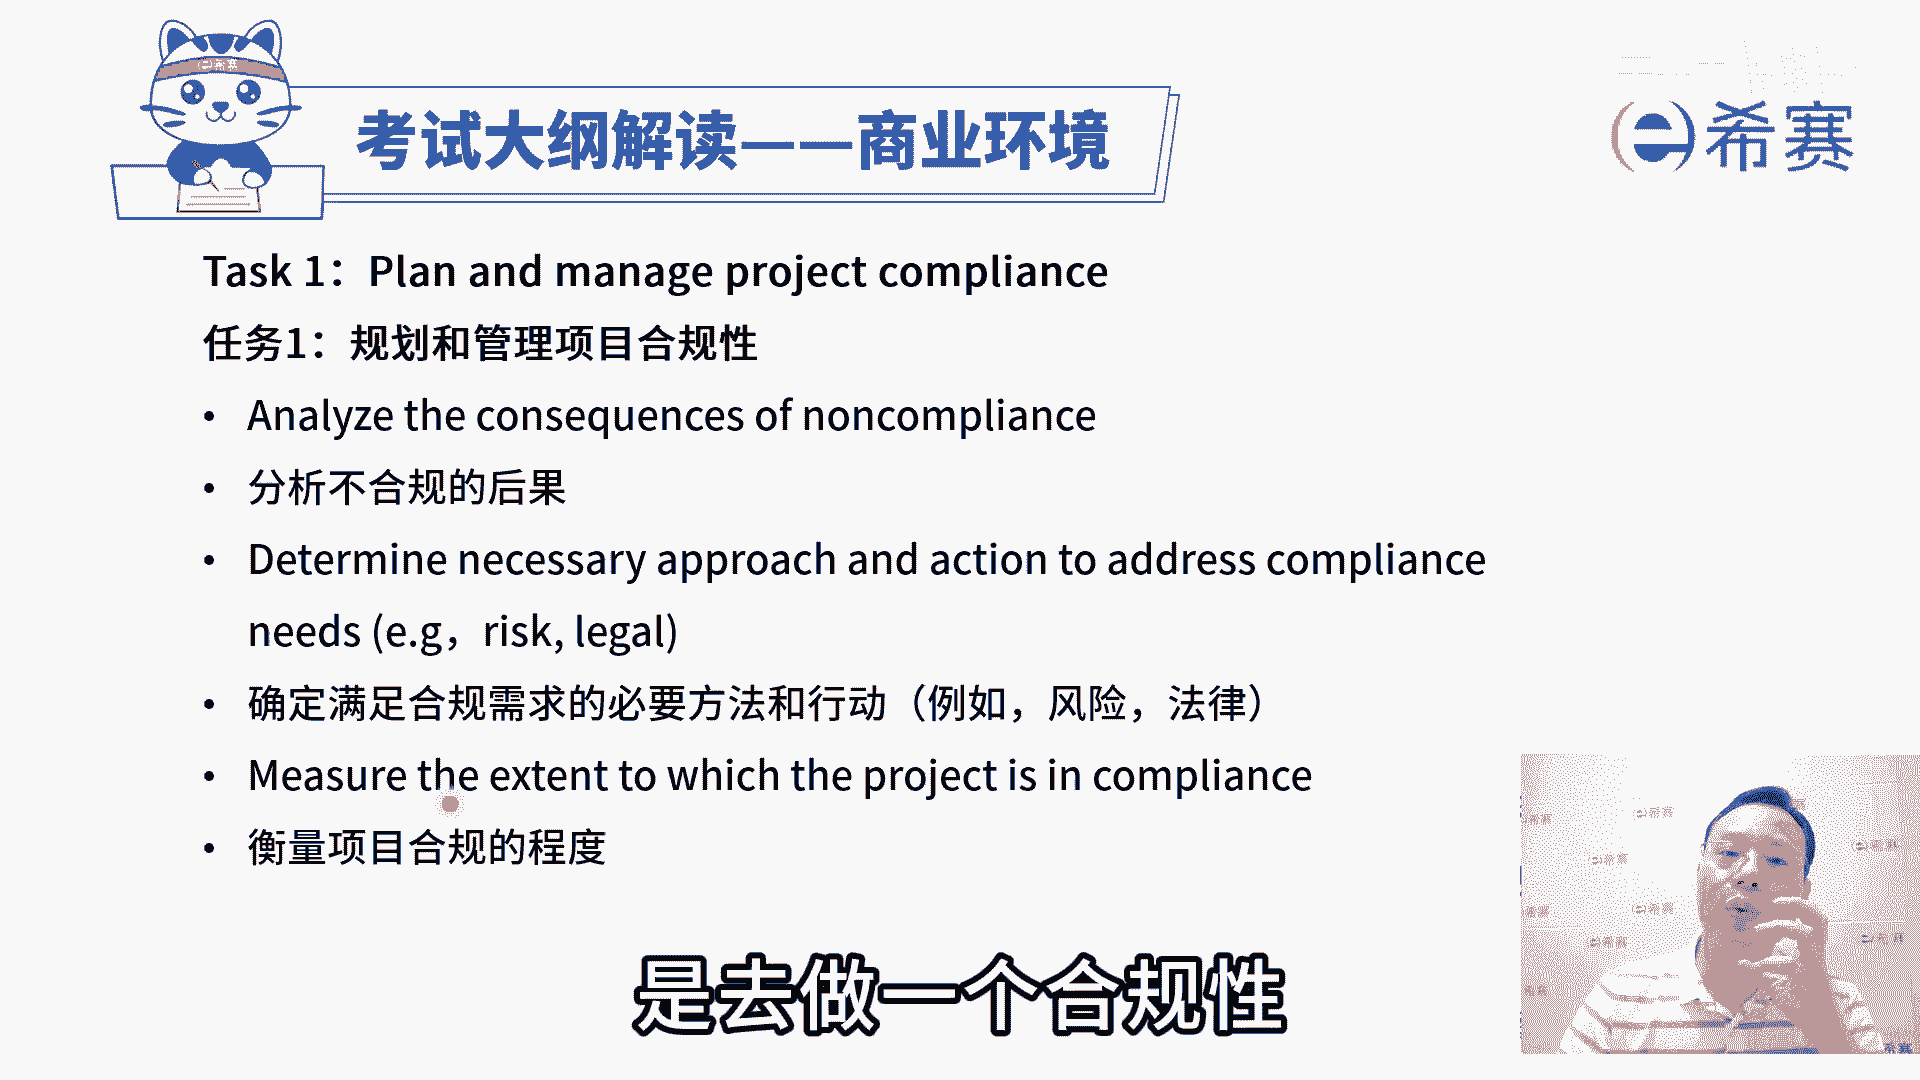 希赛
考试大纲解读——商业环境
希赛
Task 1：Plan and manage project compliance
任务1：规划和管理项目合规性
• Analyze the consequences of noncompliance
• 分析不合规的后果
• Determine necessary approach and action to address compliance
needs (e.g，risk, legal)
• 确定满足合规需求的必要方法和行动（例如，风险，法律）
• Measure the extent to which the project is in compliance
• 衡量项目合规的程度
是去做一个合规性